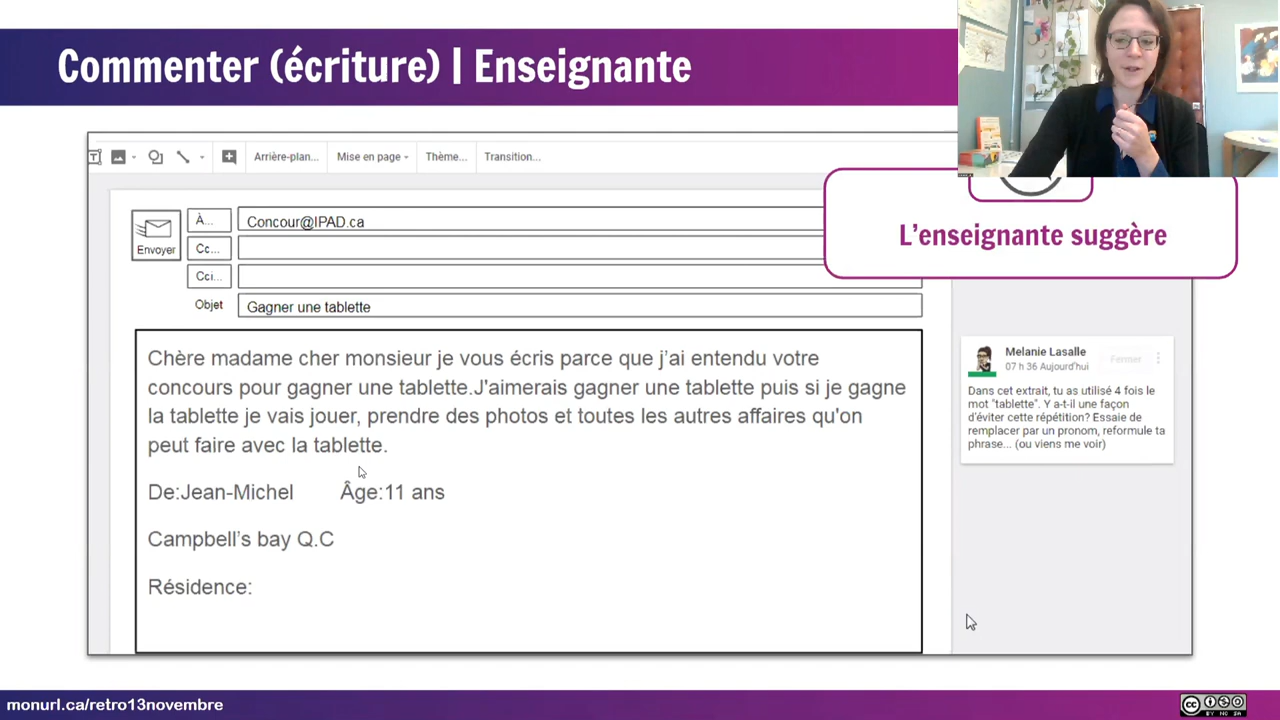 Commenter (écriture) | Enseignante
Arrière-plan...
Mise en page
Thème...
Transition...
L'enseignante suggère
Envoyer
À...
Concour@IPAD.ca
Cc...
Cci...
Objet
Gagner une tablette
Chère madame cher monsieur je vous écris parce que j'ai entendu votre
concours pour gagner une tablette.J'aimerais gagner une tablette puis si je gagne
la tablette je vais jouer, prendre des photos et toutes les autres affaires qu'on
peut faire avec la tablette.
De:Jean-Michel Âge:11 ans
Campbell's bay Q.C
Résidence:
Melanie Lasalle
Fermer
07 h 36 Aujourd'hui
Dans cet extrait, tu as utilisé 4 fois le
mot "tablette". Y a-t-il une façon
d'éviter cette répétition? Essaie de
remplacer par un pronom, reformule ta
phrase... (ou viens me voir)
monurl.ca/retro13novembre
cc
BY NC SA